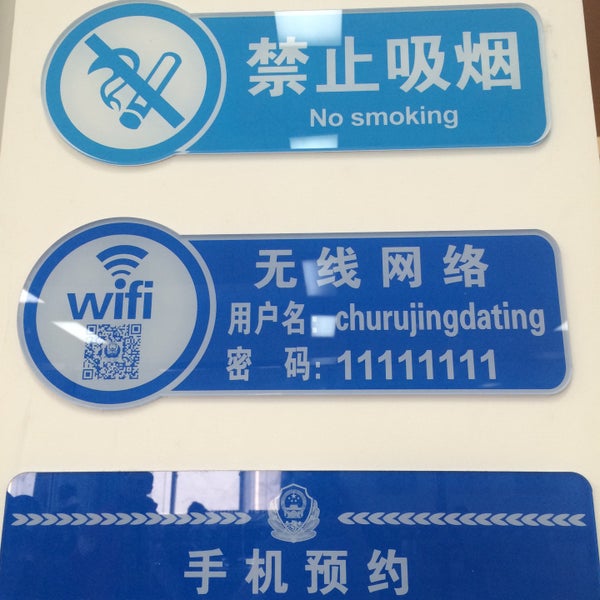 禁止吸烟
No smoking
wifi
无线网络
用户名: churujingdating
密 码: 11111111
手机预约